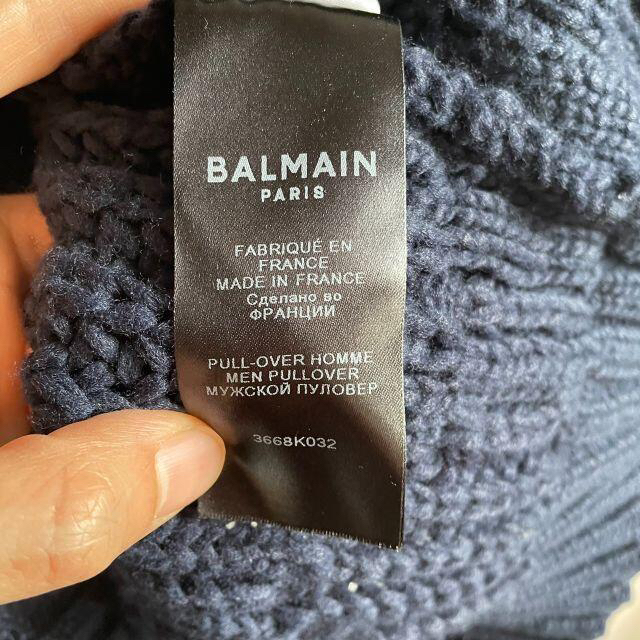 BALMAIN
PARIS
FABRIQUÉ EN
FRANCE
MADE IN FRANCE
Сделано во
ФРАНЦИИ
PULL-OVER HOMME
MEN PULLOVER
МУЖСКОЙ ПУЛОВЕР
3668K032